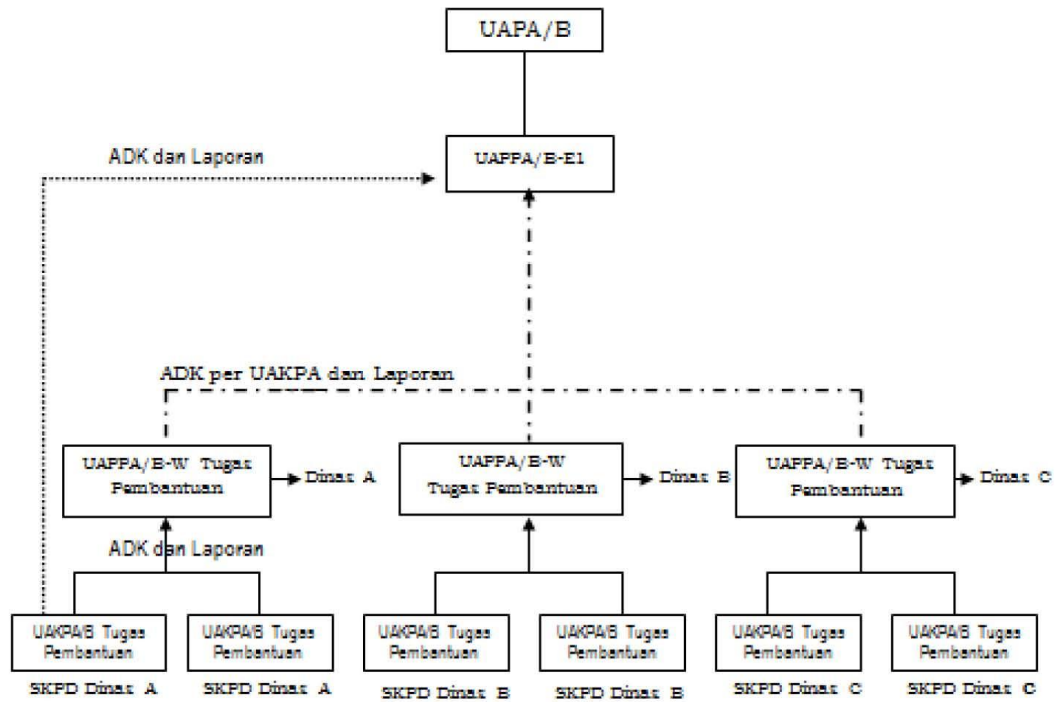 UAPA/B
ADK dan Laporan
UAPPA/B-E1
ADK per UAKPA dan Laporan
UAPPA/B-W Tugas
Pembantuan
Dinas A
UAPPA/B-W
Tugas Pembantuan
Dinas B
UAPPA/B-W Tugas
Pembantuan
Dinas C
ADK dan Laporan
UAKPA/B Tugas
Pembantuan
UAKPA/B Tugas
Pembantuan
UAKPA/B Tugas
Pembantuan
UAKPA/B Tugas
Pembantuan
UAKPA/B Tugas
Pembantuan
UAKPA/B Tugas
Pembantuan
SKPD Dinas A
SKPD Dinas A
SKPD Dinas B
SKPD Dinas B
SKPD Dinas C
SKPD Dinas C